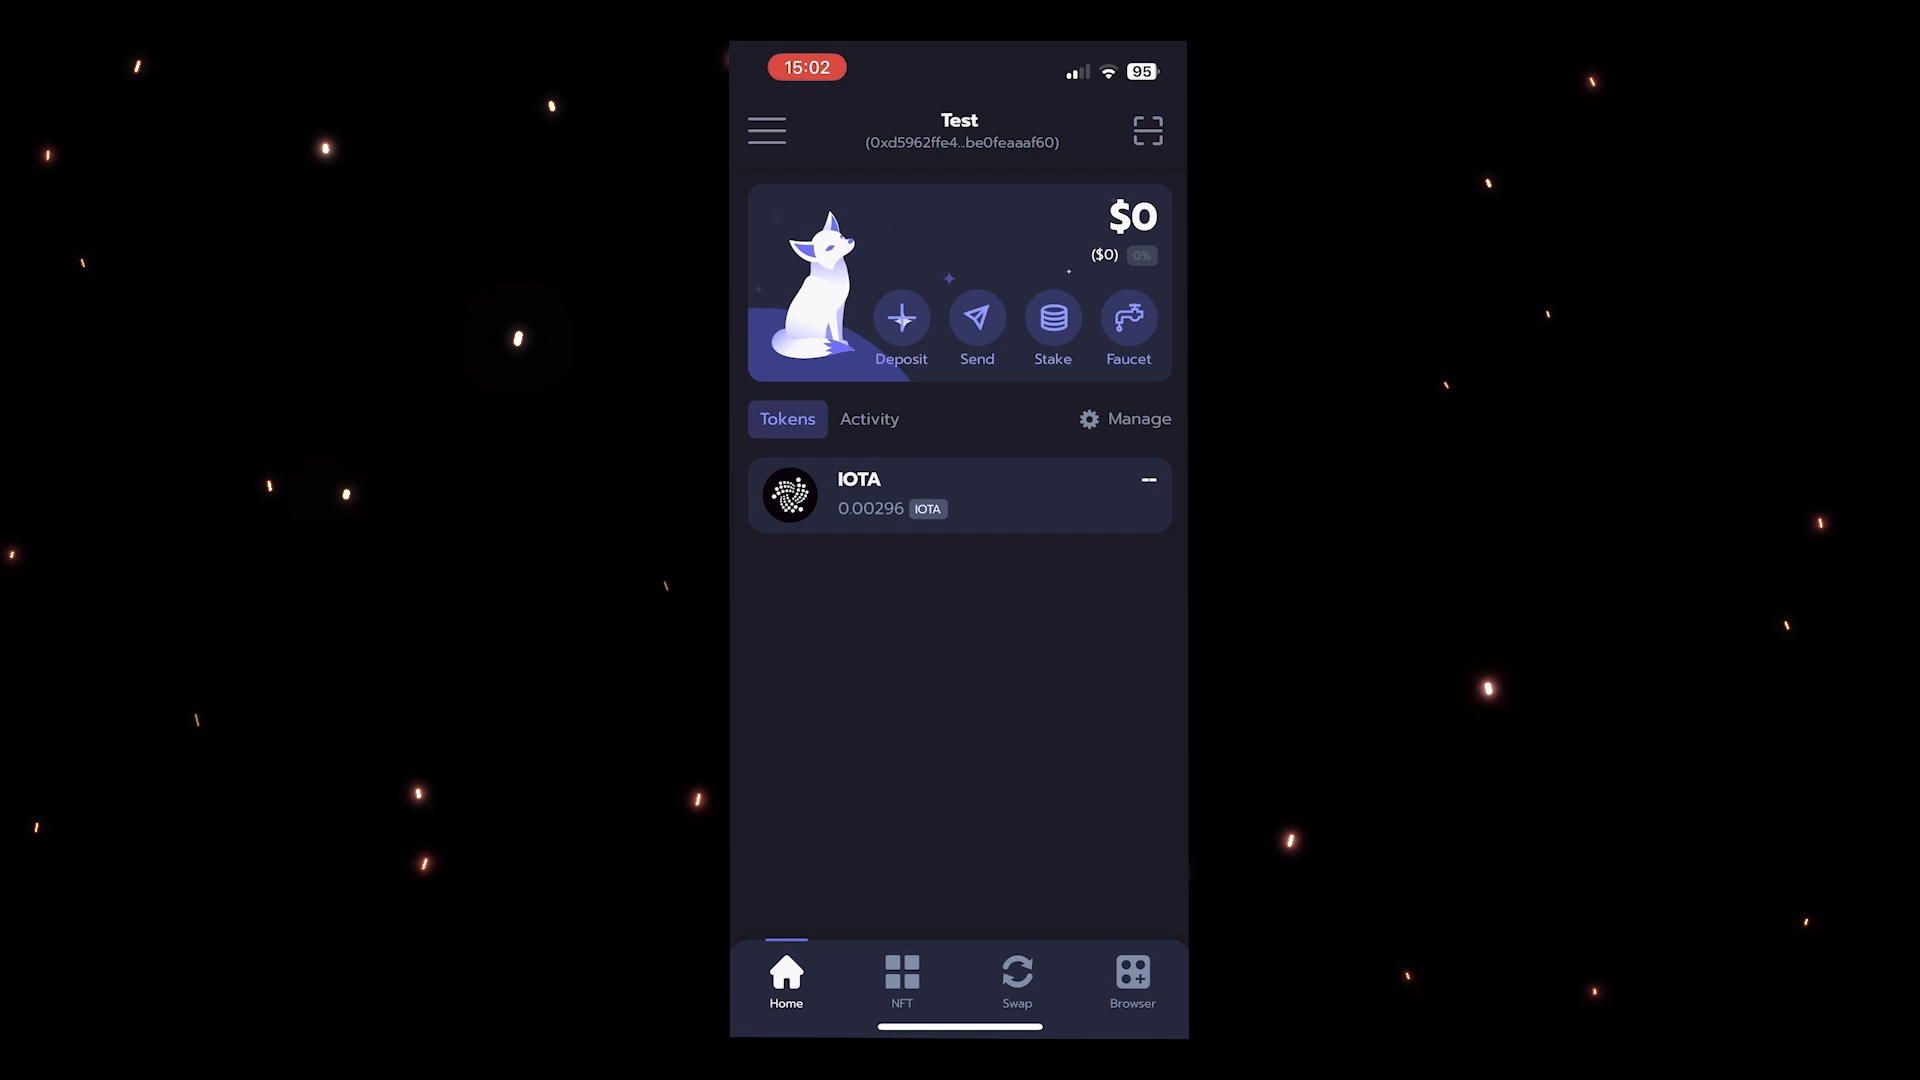 15:02
95
Test
(0xd5962ffe4...be0feaaaf60)
$0
($0) 0%
Deposit Send Stake Faucet
Tokens Activity Manage
IOTA --
0.00296 IOTA
Home NFT Swap Browser